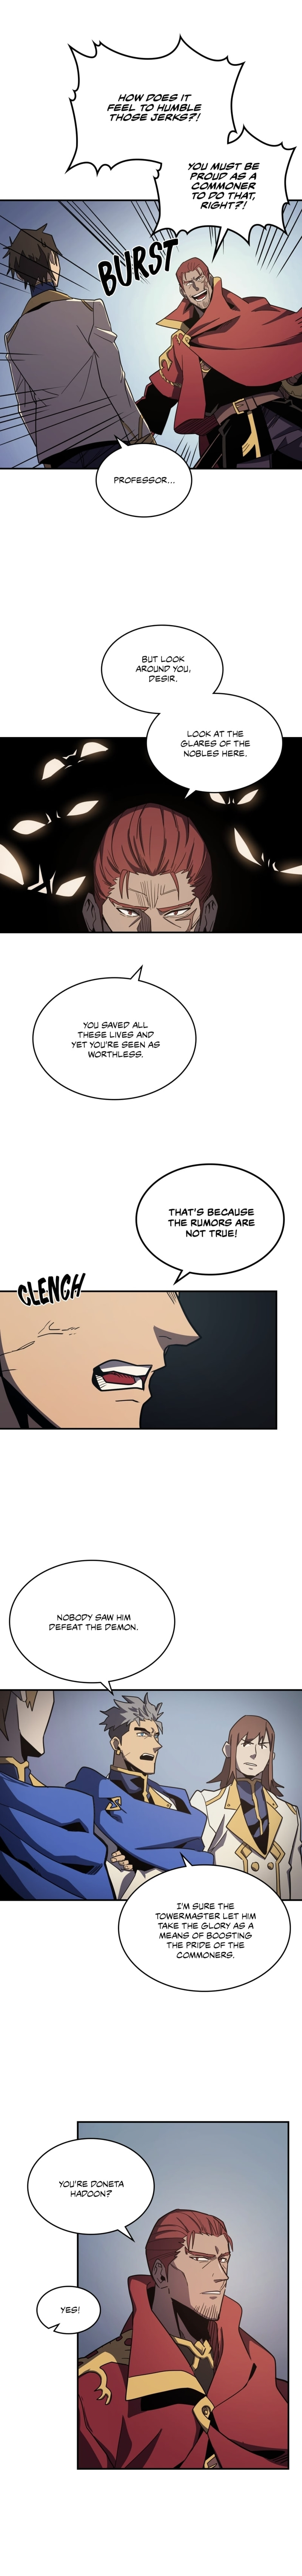 HOW DOES IT
FEEL TO HUMBLE
THOSE JERKS?!
YOU MUST BE
PROUD AS A
COMMONER
TO DO THAT,
RIGHT?!
BURST
PROFESSOR...
BUT LOOK
AROUND YOU,
DESIR.
LOOK AT THE
GLARES OF THE
NOBLES HERE.
YOU SAVED ALL
THESE LIVES AND
YET YOU'RE SEEN AS
WORTHLESS.
THAT'S BECAUSE
THE RUMORS ARE
NOT TRUE!
CLENCH
NOBODY SAW HIM
DEFEAT THE DEMON.
I'M SURE THE
TOWERMASTER LET HIM
TAKE THE GLORY AS A
MEANS OF BOOSTING
THE PRIDE OF THE
COMMONERS.
YOU'RE DONETA
HADOON?
YES!